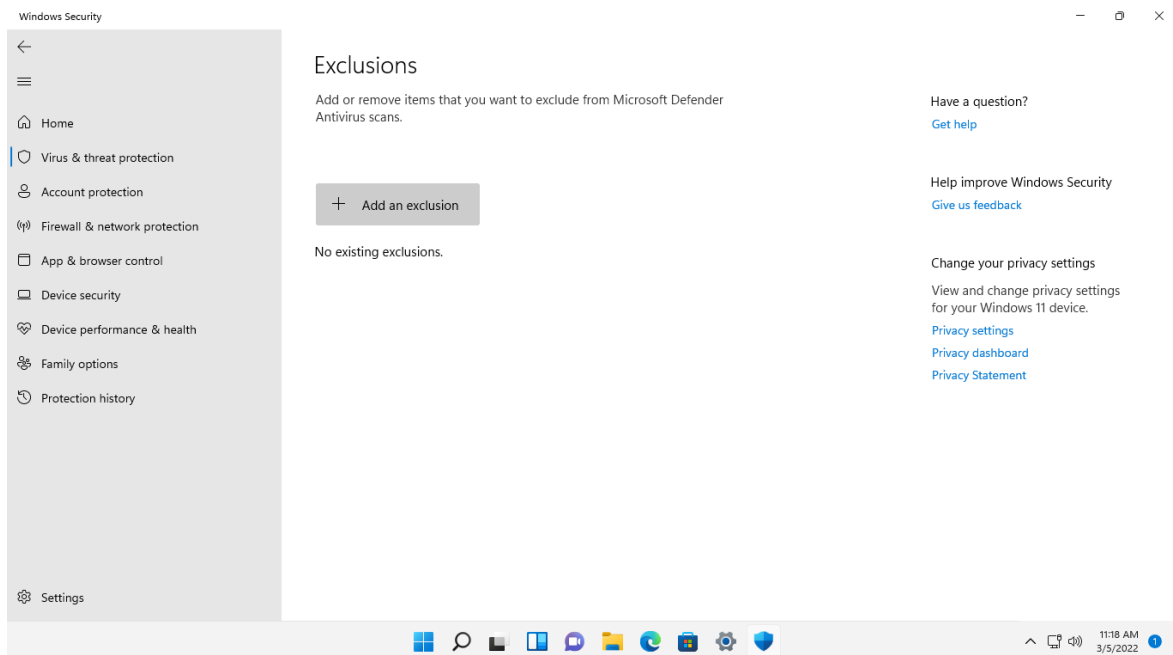 Windows Security
Exclusions
Add or remove items that you want to exclude from Microsoft Defender
Antivirus scans.
Add an exclusion
No existing exclusions.
Home
Virus & threat protection
Account protection
Firewall & network protection
App & browser control
Device security
Device performance & health
Family options
Protection history
Settings
Have a question?
Get help
Help improve Windows Security
Give us feedback
Change your privacy settings
View and change privacy settings
for your Windows 11 device.
Privacy settings
Privacy dashboard
Privacy Statement
11:18 AM
3/5/2022
1